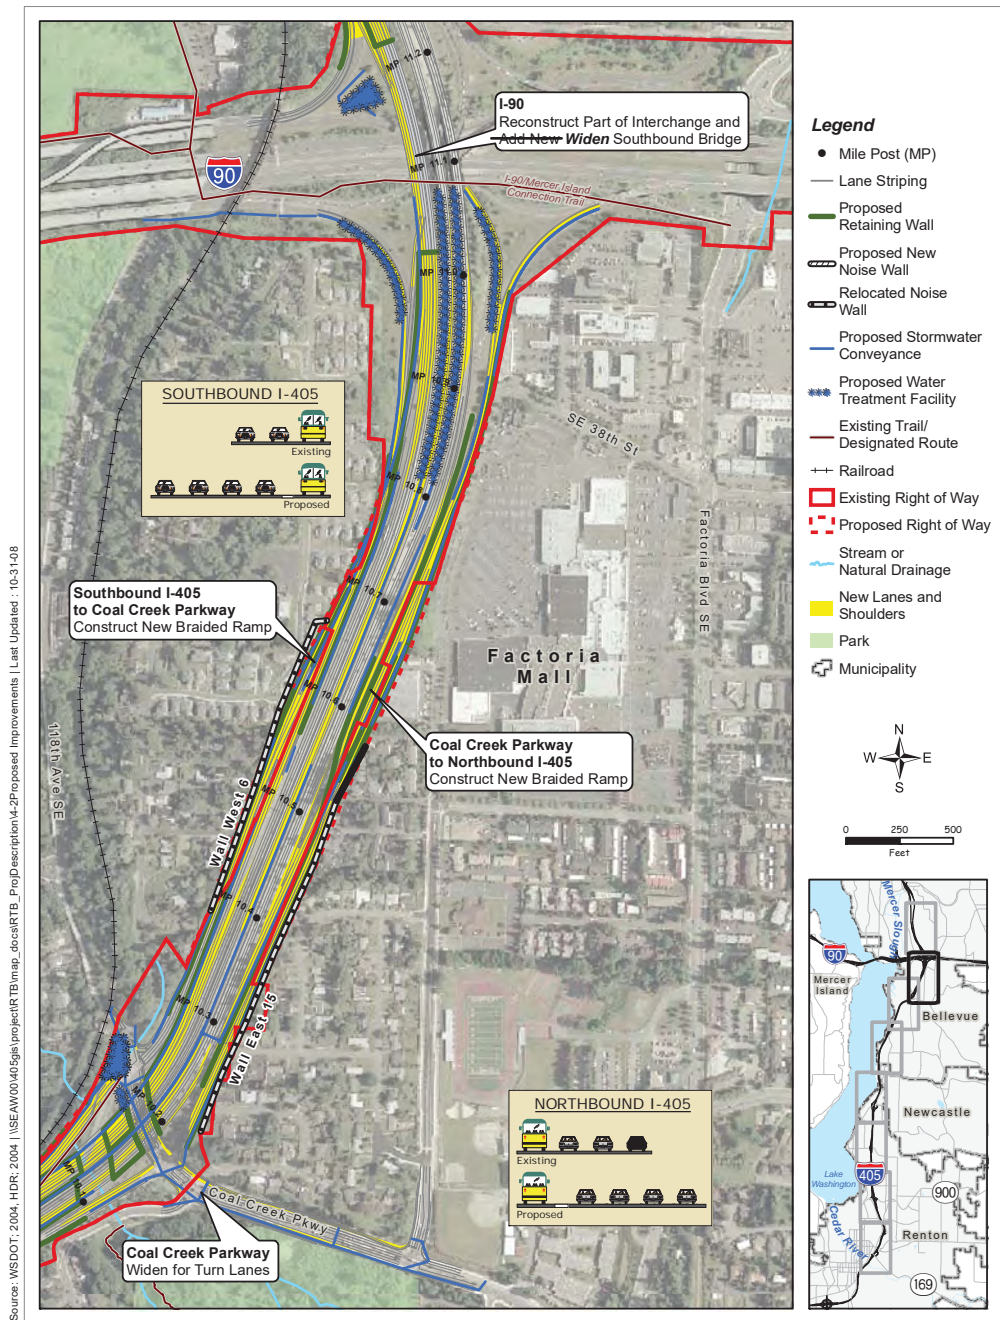 MP 11.2
I-90
Reconstruct Part of Interchange and
Add New Widen Southbound Bridge
MP 11.1
90
I-90/Mercer Island
Connection Trail
MP 11.0
SOUTHBOUND I-405
Existing
Proposed
SE 38th St
MP 10.8
Factoria Blvd SE
MP 10.7
Southbound I-405
to Coal Creek Parkway
Construct New Braided Ramp
Factoria
Mall
MP 10.6
118th Ave SE
Coal Creek Parkway
to Northbound I-405
Construct New Braided Ramp
MP 10.5
Wall West 6
MP 10.4
MP 10.3
Wall East 15
MP 10.2
NORTHBOUND I-405
Existing
Proposed
MP 10.1
Coal Creek Pkwy
Coal Creek Parkway
Widen for Turn Lanes
Legend
Mile Post (MP)
Lane Striping
Proposed
Retaining Wall
Proposed New
Noise Wall
Relocated Noise
Wall
Proposed Stormwater
Conveyance
Proposed Water
Treatment Facility
Existing Trail/
Designated Route
Railroad
Existing Right of Way
Proposed Right of Way
Stream or
Natural Drainage
New Lanes and
Shoulders
Park
Municipality
N
W E
S
0 250 500
Feet
Mercer Slough
90
Mercer
Island
Bellevue
Newcastle
Lake
Washington
405
900
Cedar River
Renton
169
Source: WSDOT; 2004, HDR; 2004 | \\SEAW00\405gis\project\RTB\map_docs\RTB_ProjDescription\4-2Proposed Improvements | Last Updated : 10-31-08